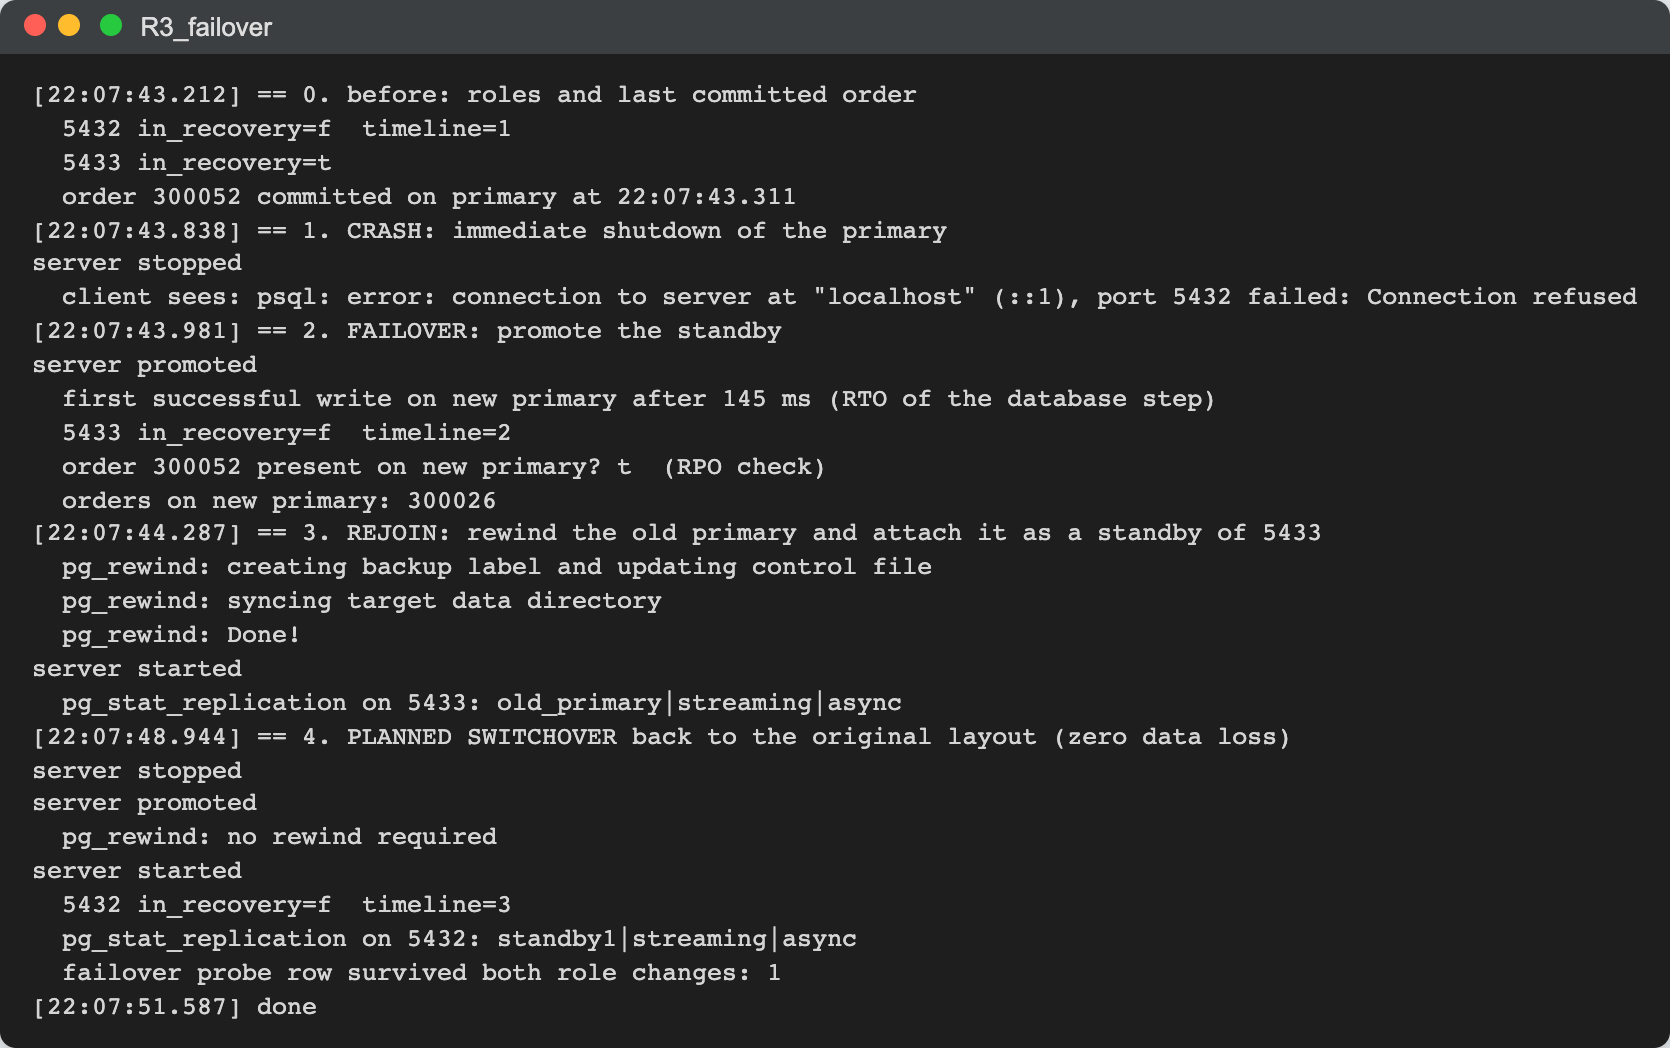 R3_failover
[22:07:43.212] == 0. before: roles and last committed order
  5432 in_recovery=f  timeline=1
  5433 in_recovery=t
  order 300052 committed on primary at 22:07:43.311
[22:07:43.838] == 1. CRASH: immediate shutdown of the primary
server stopped
  client sees: psql: error: connection to server at "localhost" (::1), port 5432 failed: Connection refused
[22:07:43.981] == 2. FAILOVER: promote the standby
server promoted
  first successful write on new primary after 145 ms (RTO of the database step)
  5433 in_recovery=f  timeline=2
  order 300052 present on new primary? t  (RPO check)
  orders on new primary: 300026
[22:07:44.287] == 3. REJOIN: rewind the old primary and attach it as a standby of 5433
  pg_rewind: creating backup label and updating control file
  pg_rewind: syncing target data directory
  pg_rewind: Done!
server started
  pg_stat_replication on 5433: old_primary|streaming|async
[22:07:48.944] == 4. PLANNED SWITCHOVER back to the original layout (zero data loss)
server stopped
server promoted
  pg_rewind: no rewind required
server started
  5432 in_recovery=f  timeline=3
  pg_stat_replication on 5432: standby1|streaming|async
  failover probe row survived both role changes: 1
[22:07:51.587] done